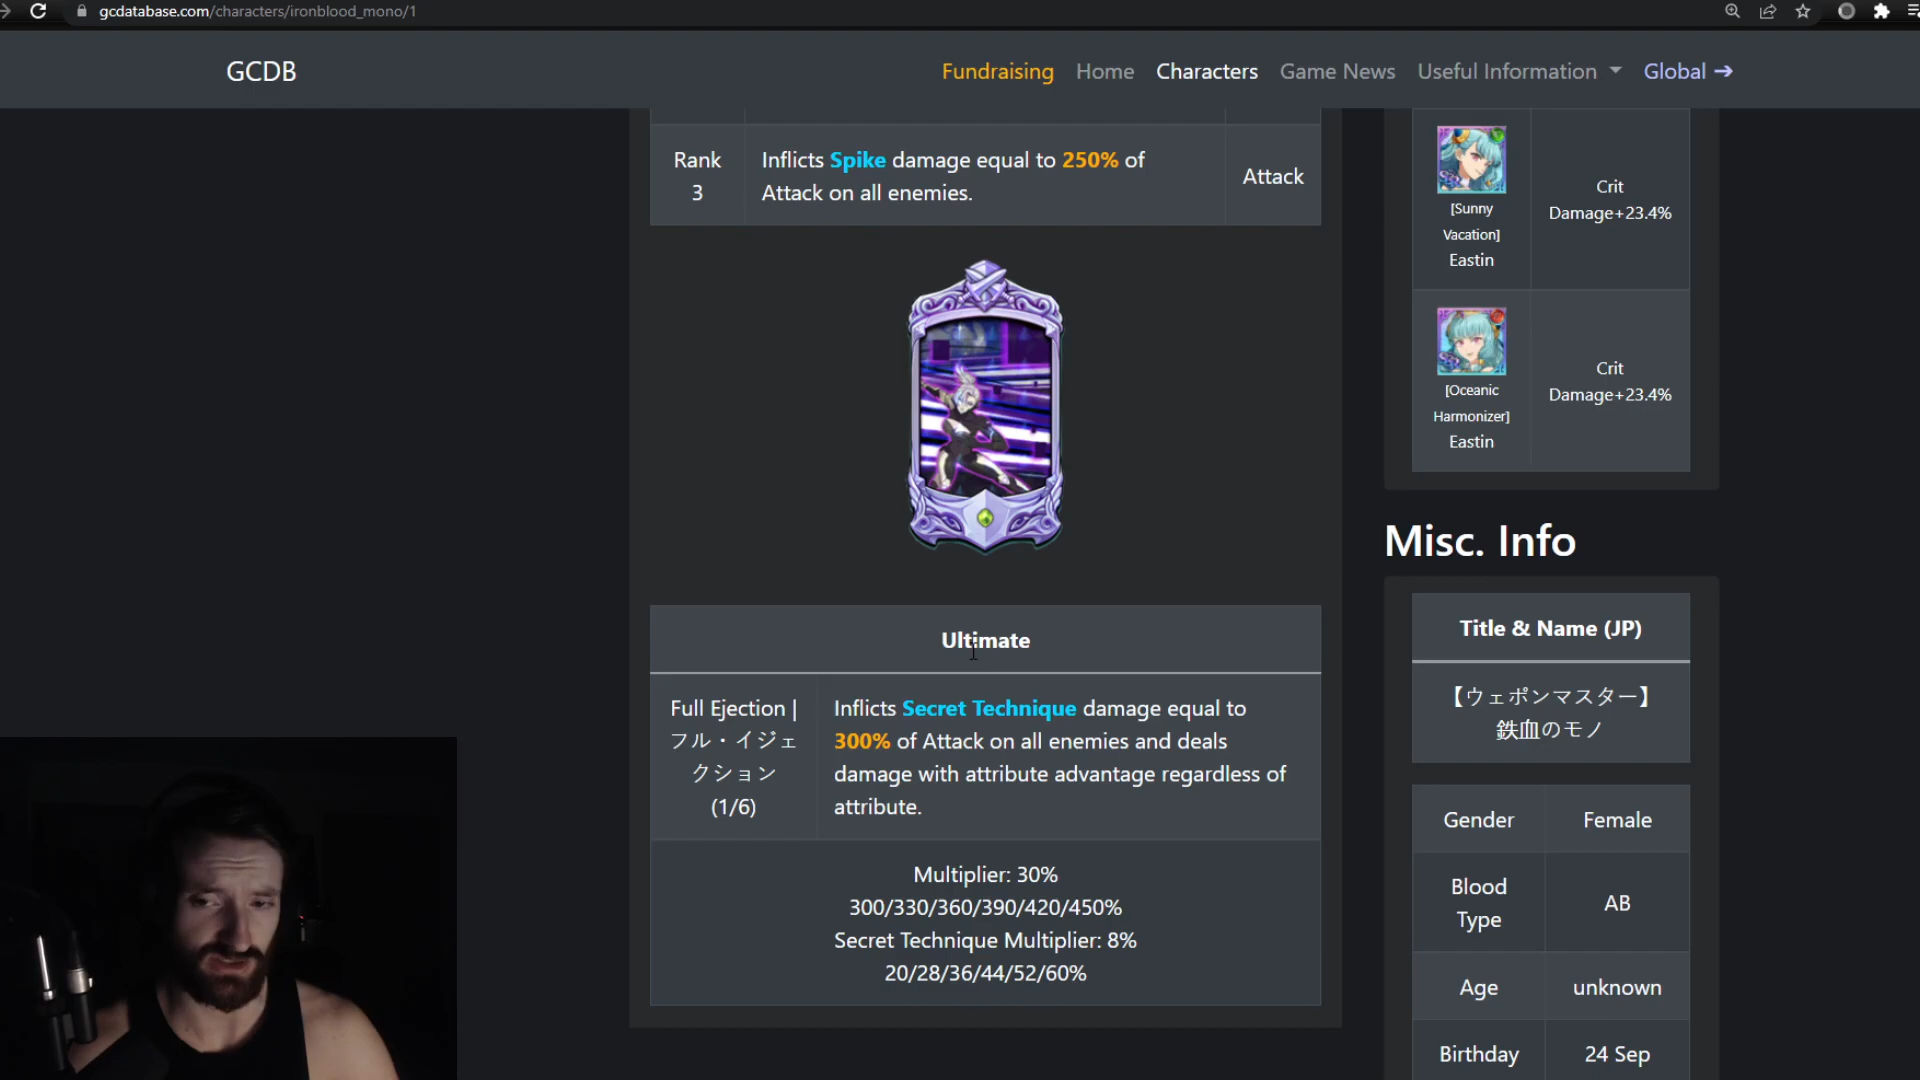 gcdatabase.com/characters/ironblood_mono/1
GCDB
Fundraising
Home
Characters
Game News
Useful Information
Global →
Rank
3
Inflicts Spike damage equal to 250% of
Attack on all enemies.
Attack
Ultimate
Full Ejection |
フル・イジェ
クション
(1/6)
Inflicts Secret Technique damage equal to
300% of Attack on all enemies and deals
damage with attribute advantage regardless of
attribute.
Multiplier: 30%
300/330/360/390/420/450%
Secret Technique Multiplier: 8%
20/28/36/44/52/60%
[Sunny
Vacation]
Eastin
Crit
Damage+23.4%
[Oceanic
Harmonizer]
Eastin
Crit
Damage+23.4%
Misc. Info
Title & Name (JP)
【ウェポンマスター】
鉄血のモノ
Gender
Female
Blood
Type
AB
Age
unknown
Birthday
24 Sep